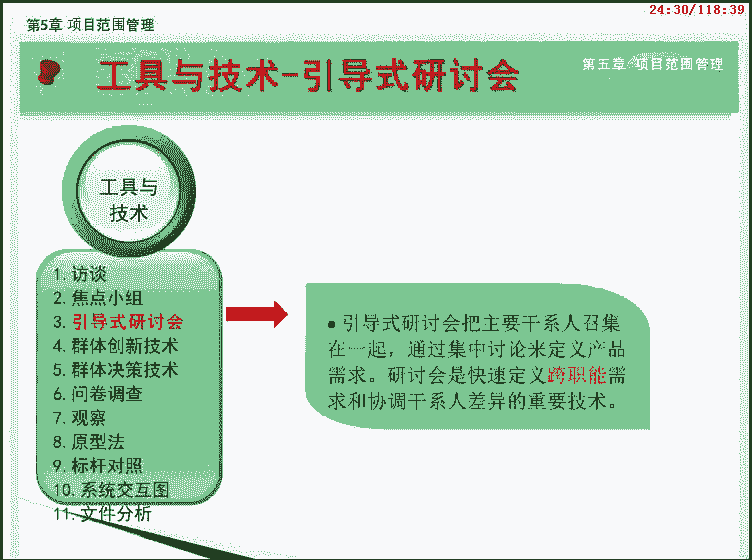 24:30/118:39
第5章 项目范围管理
工具与技术-引导式研讨会
第五章 项目范围管理
工具与
技术
1. 访谈
2. 焦点小组
3. 引导式研讨会
4. 群体创新技术
5. 群体决策技术
6. 问卷调查
7. 观察
8. 原型法
9. 标杆对照
10. 系统交互图
11. 文件分析
• 引导式研讨会把主要干系人召集
在一起，通过集中讨论来定义产品
需求。研讨会是快速定义跨职能需
求和协调干系人差异的重要技术。